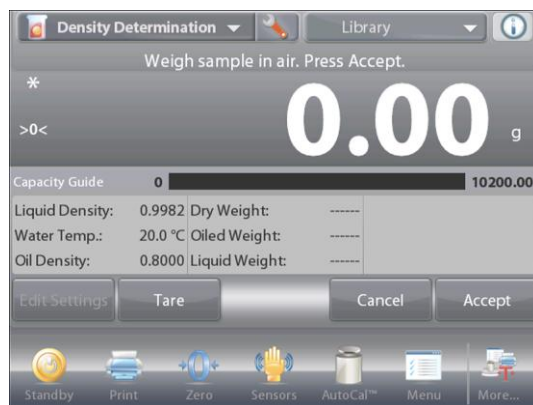 Density Determination Library
Weigh sample in air. Press Accept.
*
>0< 0.00 g
Capacity Guide 0 10200.00
Liquid Density: 0.9982 Dry Weight: ------
Water Temp.: 20.0 °C Oiled Weight: ------
Oil Density: 0.8000 Liquid Weight: ------
Edit Settings Tare Cancel Accept
Standby Print Zero Sensors AutoCal™ Menu More...